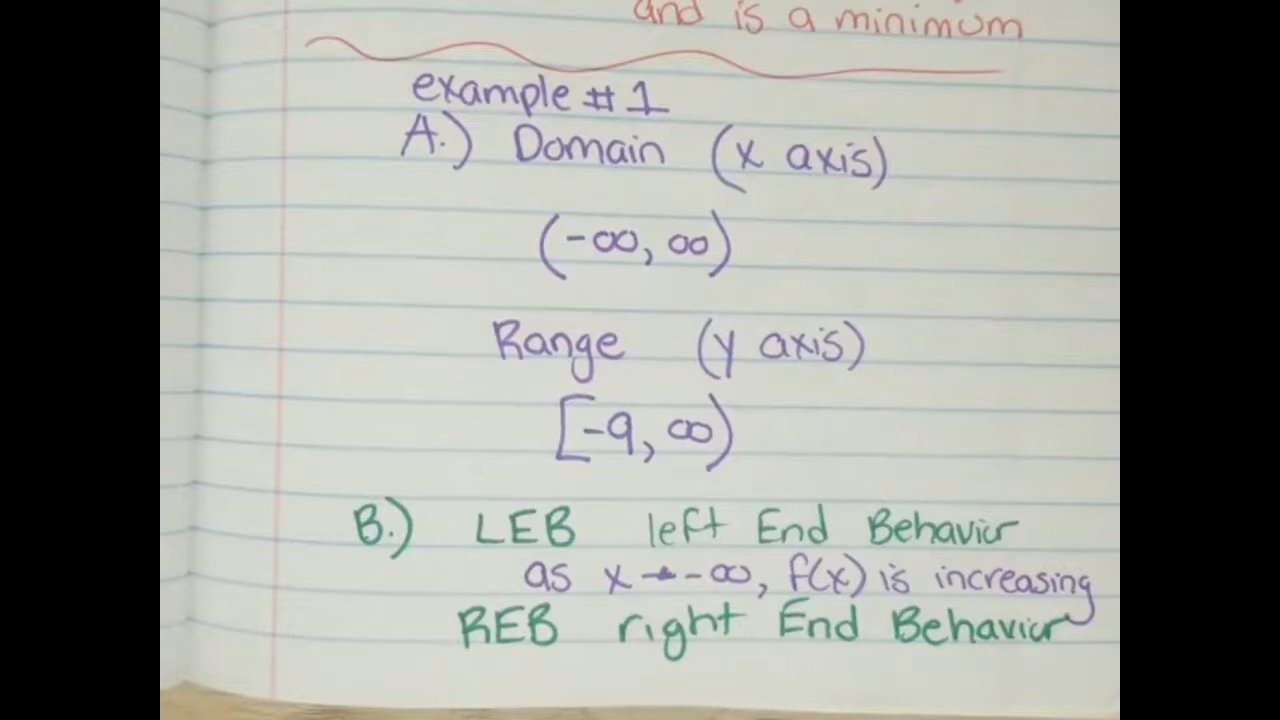 and is a minimum
example # 1
A.) Domain (x axis)
(-∞, ∞)
Range (y axis)
[-9, ∞)
B.) LEB left End Behavior
as x → -∞, f(x) is increasing
REB right End Behavior